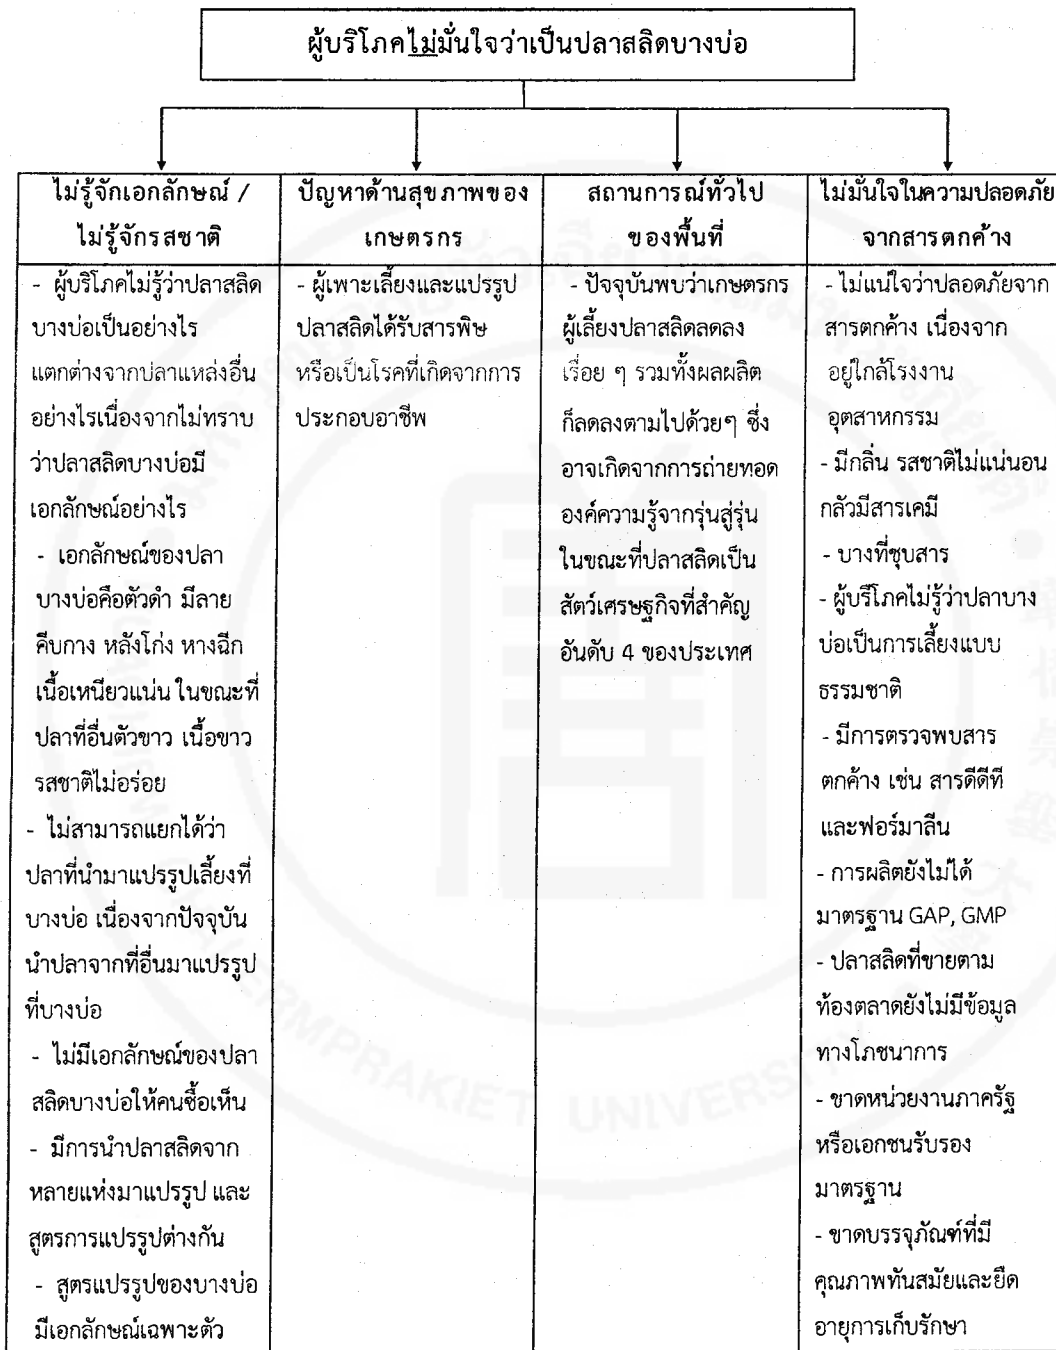 ผู้บริโภคไม่มั่นใจว่าเป็นปลาสลิดบางบ่อ
ไม่รู้จักเอกลักษณ์ /
ไม่รู้จักรสชาติ
- ผู้บริโภคไม่รู้ว่าปลาสลิด
บางบ่อเป็นอย่างไร
แตกต่างจากปลาแหล่งอื่น
อย่างไรเนื่องจากไม่ทราบ
ว่าปลาสลิดบางบ่อมี
เอกลักษณ์อย่างไร
- เอกลักษณ์ของปลา
บางบ่อคือตัวดำ มีลาย
คีบกาง หลังโก่ง หางฉีก
เนื้อเหนียวแน่น ในขณะที่
ปลาที่อื่นตัวขาว เนื้อขาว
รสชาติไม่อร่อย
- ไม่สามารถแยกได้ว่า
ปลาที่นำมาแปรรูปเลี้ยงที่
บางบ่อ เนื่องจากปัจจุบัน
นำปลาจากที่อื่นมาแปรรูป
ที่บางบ่อ
- ไม่มีเอกลักษณ์ของปลา
สลิดบางบ่อให้คนซื้อเห็น
- มีการนำปลาสลิดจาก
หลายแห่งมาแปรรูป และ
สูตรการแปรรูปต่างกัน
- สูตรแปรรูปของบางบ่อ
มีเอกลักษณ์เฉพาะตัว
ปัญหาด้านสุขภาพของ
เกษตรกร
- ผู้เพาะเลี้ยงและแปรรูป
ปลาสลิดได้รับสารพิษ
หรือเป็นโรคที่เกิดจากการ
ประกอบอาชีพ
สถานการณ์ทั่วไป
ของพื้นที่
- ปัจจุบันพบว่าเกษตรกร
ผู้เลี้ยงปลาสลิดลดลง
เรื่อย ๆ รวมทั้งผลผลิต
ก็ลดลงตามไปด้วยๆ ซึ่ง
อาจเกิดจากการถ่ายทอด
องค์ความรู้จากรุ่นสู่รุ่น
ในขณะที่ปลาสลิดเป็น
สัตว์เศรษฐกิจที่สำคัญ
อันดับ 4 ของประเทศ
ไม่มั่นใจในความปลอดภัย
จากสารตกค้าง
- ไม่แน่ใจว่าปลอดภัยจาก
สารตกค้าง เนื่องจาก
อยู่ใกล้โรงงาน
อุตสาหกรรม
- มีกลิ่น รสชาติไม่แน่นอน
กลัวมีสารเคมี
- บางที่ชุบสาร
- ผู้บริโภคไม่รู้ว่าปลาบาง
บ่อเป็นการเลี้ยงแบบ
ธรรมชาติ
- มีการตรวจพบสาร
ตกค้าง เช่น สารดีดีที
และฟอร์มาลีน
- การผลิตยังไม่ได้
มาตรฐาน GAP, GMP
- ปลาสลิดที่ขายตาม
ท้องตลาดยังไม่มีข้อมูล
ทางโภชนาการ
- ขาดหน่วยงานภาครัฐ
หรือเอกชนรับรอง
มาตรฐาน
- ขาดบรรจุภัณฑ์ที่มี
คุณภาพทันสมัยและยืด
อายุการเก็บรักษา